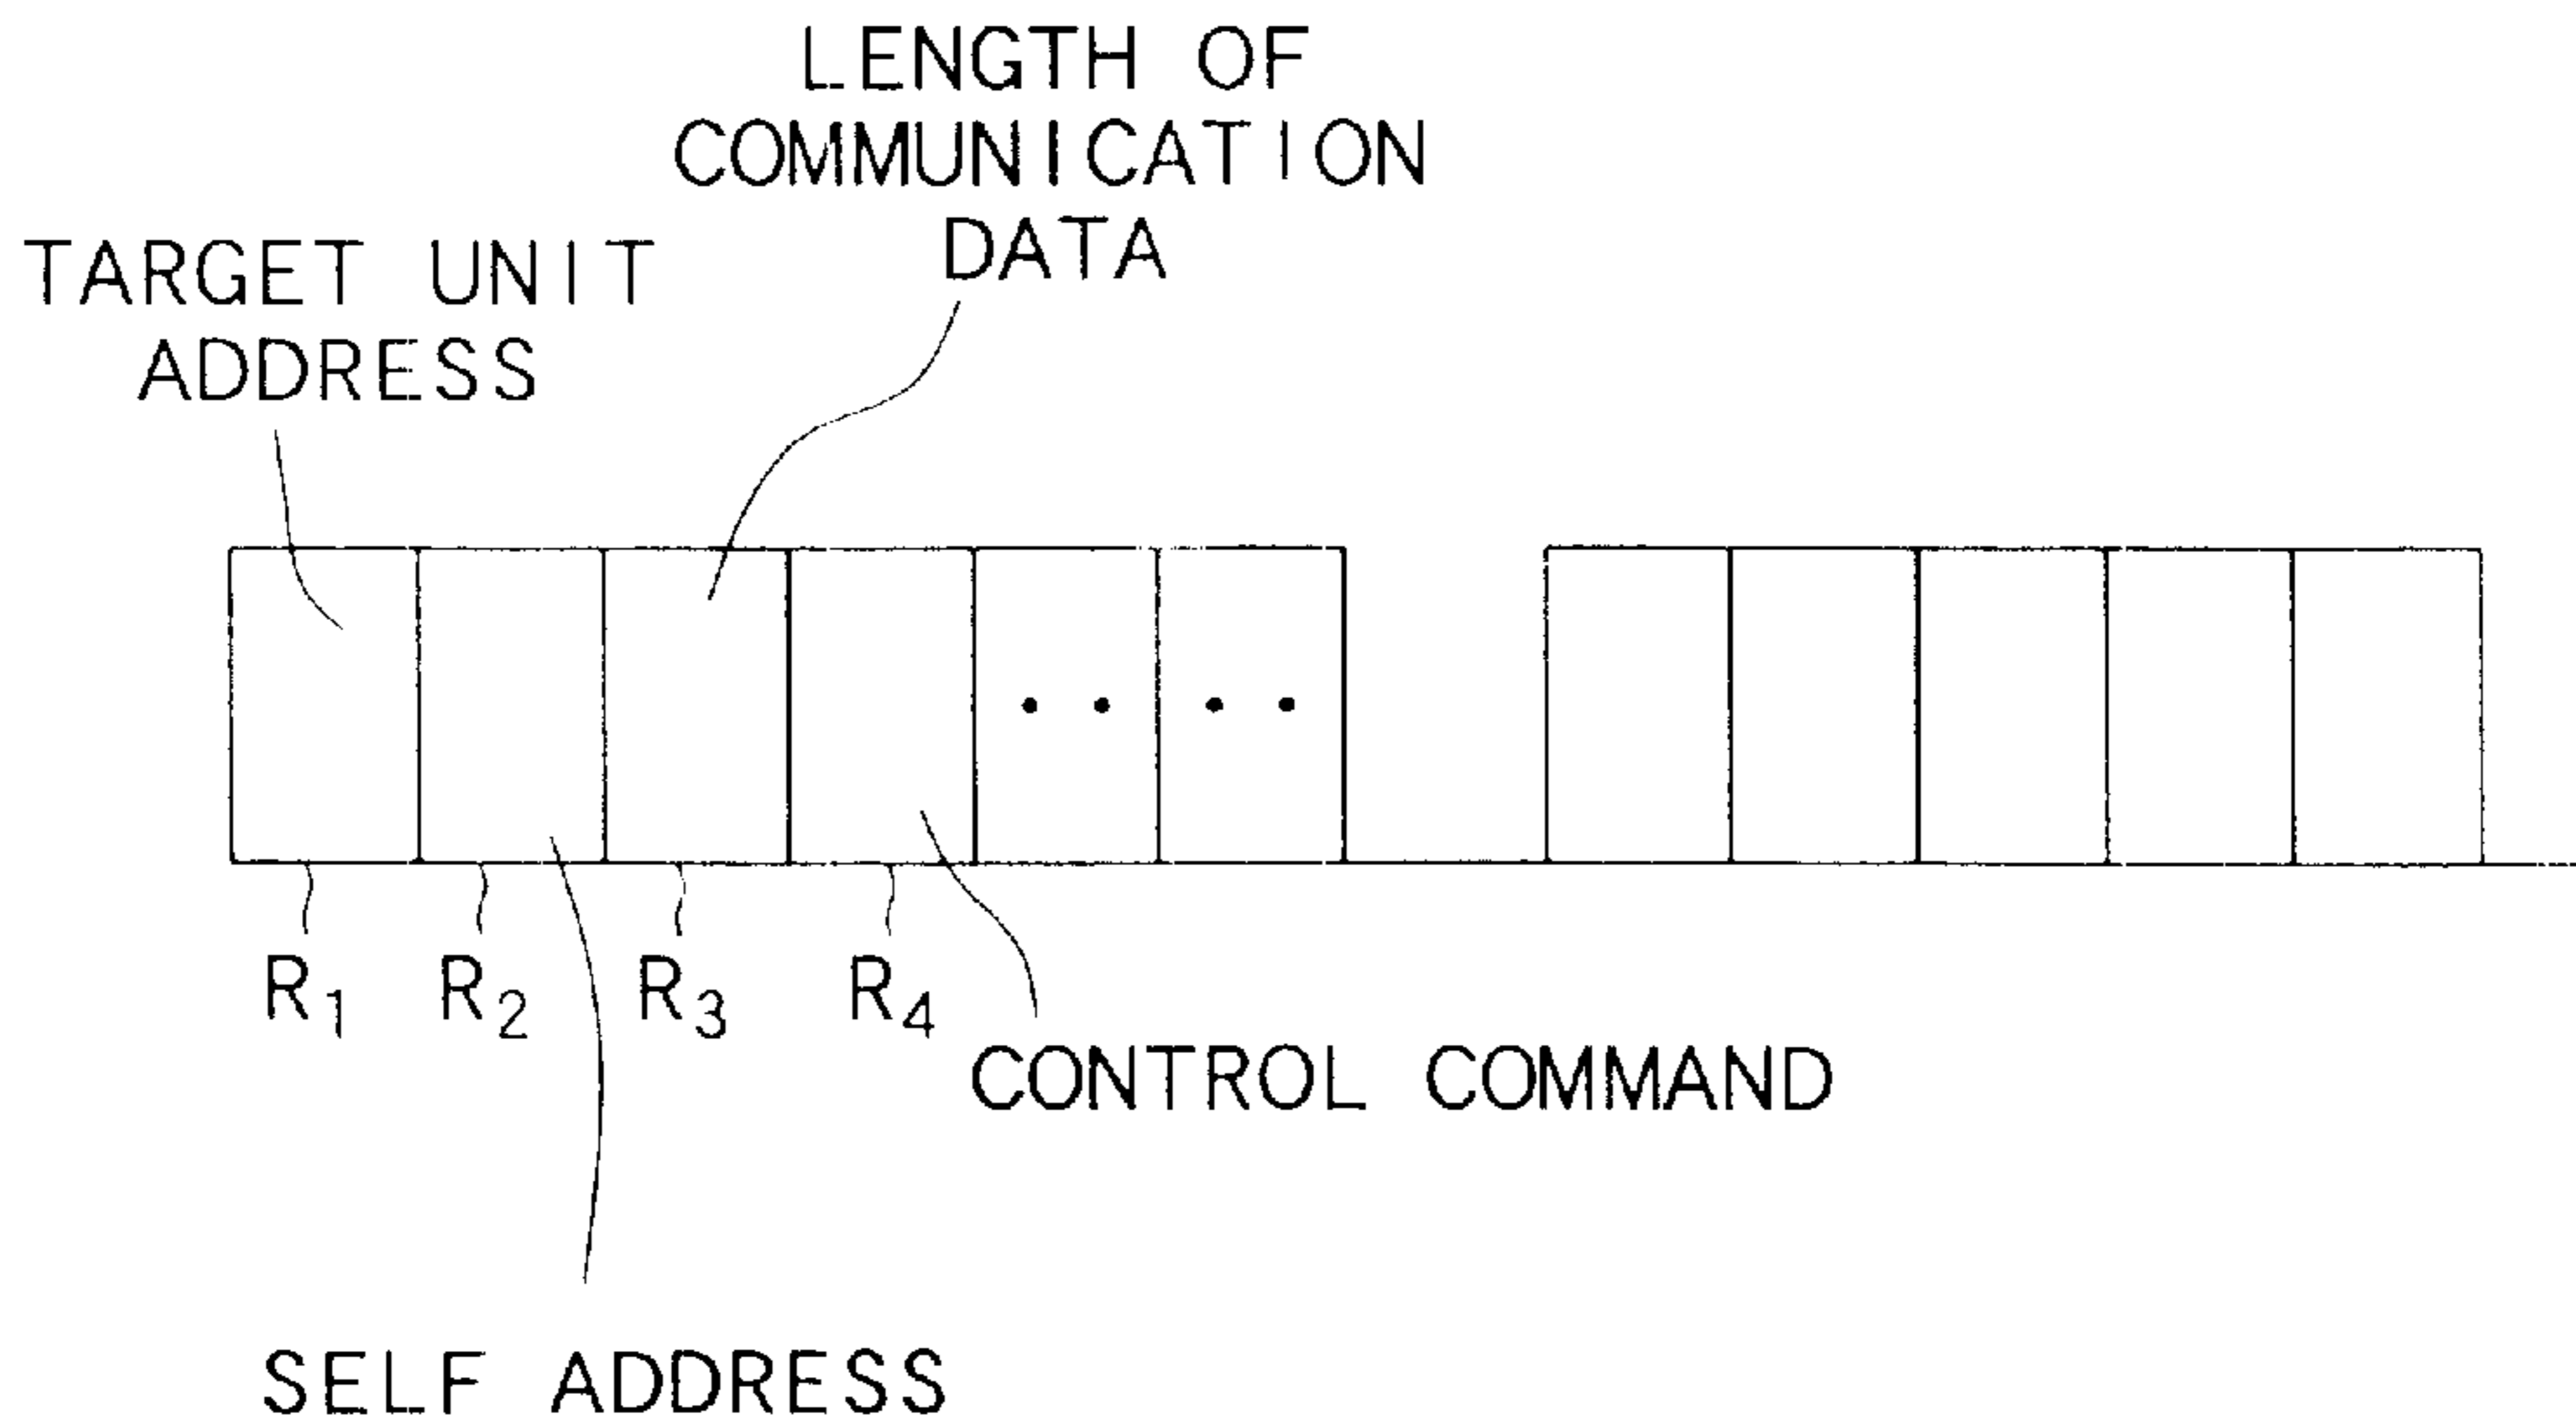 LENGTH OF
COMMUNICATION
DATA
TARGET UNIT
ADDRESS
R1 R2 R3 R4
CONTROL COMMAND
SELF ADDRESS